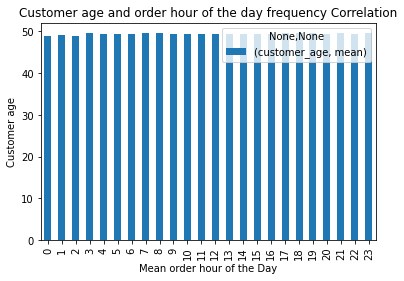 Customer age and order hour of the day frequency Correlation
None,None
(customer_age, mean)
Customer age
50
40
30
20
10
0
0 1 2 3 4 5 6 7 8 9 10 11 12 13 14 15 16 17 18 19 20 21 22 23
Mean order hour of the Day